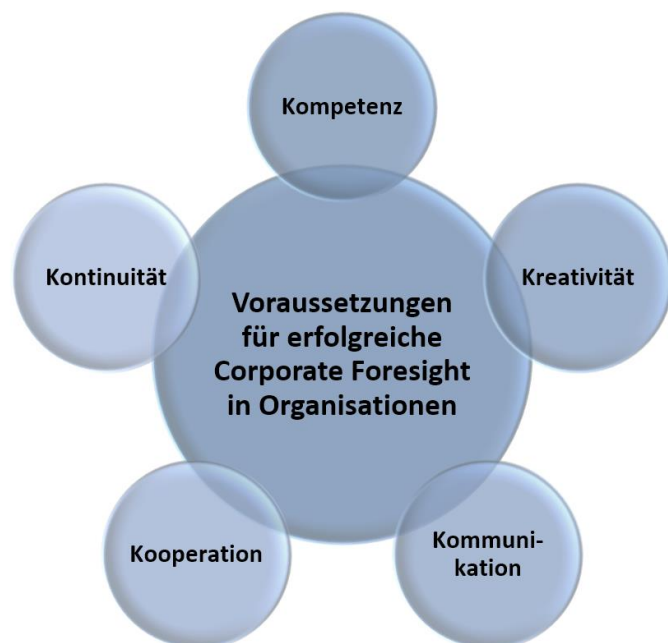 Kompetenz
Kontinuität
Kreativität
Voraussetzungen
für erfolgreiche
Corporate Foresight
in Organisationen
Kooperation
Kommuni-
kation